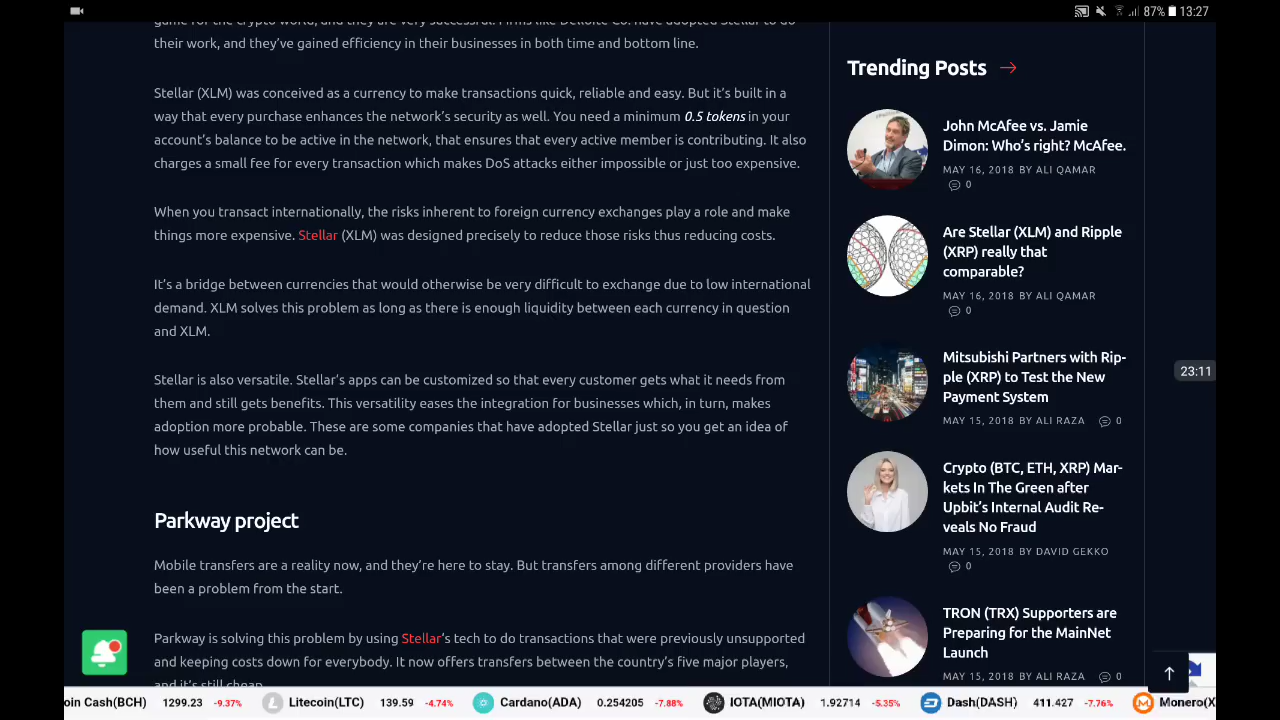 87% 13:27
game for the crypto world, and they are very successful. Firms like Delloite Co. have adopted Stellar to do
their work, and they've gained efficiency in their businesses in both time and bottom line.
Stellar (XLM) was conceived as a currency to make transactions quick, reliable and easy. But it's built in a
way that every purchase enhances the network's security as well. You need a minimum 0.5 tokens in your
account's balance to be active in the network, that ensures that every active member is contributing. It also
charges a small fee for every transaction which makes DoS attacks either impossible or just too expensive.
When you transact internationally, the risks inherent to foreign currency exchanges play a role and make
things more expensive. Stellar (XLM) was designed precisely to reduce those risks thus reducing costs.
It's a bridge between currencies that would otherwise be very difficult to exchange due to low international
demand. XLM solves this problem as long as there is enough liquidity between each currency in question
and XLM.
Stellar is also versatile. Stellar's apps can be customized so that every customer gets what it needs from
them and still gets benefits. This versatility eases the integration for businesses which, in turn, makes
adoption more probable. These are some companies that have adopted Stellar just so you get an idea of
how useful this network can be.
Parkway project
Mobile transfers are a reality now, and they're here to stay. But transfers among different providers have
been a problem from the start.
Parkway is solving this problem by using Stellar's tech to do transactions that were previously unsupported
and keeping costs down for everybody. It now offers transfers between the country's five major players,
and it's still cheap.
Trending Posts
John McAfee vs. Jamie
Dimon: Who's right? McAfee.
MAY 16, 2018 BY ALI QAMAR
0
Are Stellar (XLM) and Ripple
(XRP) really that
comparable?
MAY 16, 2018 BY ALI QAMAR
0
Mitsubishi Partners with Rip-
ple (XRP) to Test the New
Payment System
MAY 15, 2018 BY ALI RAZA 0
Crypto (BTC, ETH, XRP) Mar-
kets In The Green after
Upbit's Internal Audit Re-
veals No Fraud
MAY 15, 2018 BY DAVID GEKKO
0
TRON (TRX) Supporters are
Preparing for the MainNet
Launch
MAY 15, 2018 BY ALI RAZA 0
23:11
oin Cash(BCH) 1299.23 -9.37% Litecoin(LTC) 139.59 -4.74% Cardano(ADA) 0.254205 -7.88% IOTA(MIOTA) 1.92714 -5.35% Dash(DASH) 411.427 -7.76% Monero(X